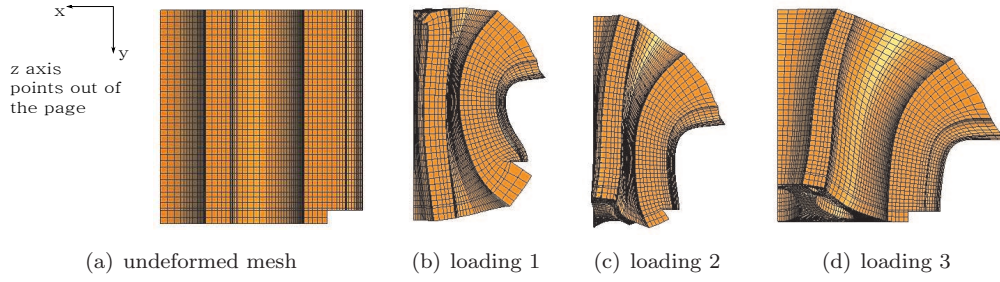 x
y
z axis
points out of
the page
(a) undeformed mesh
(b) loading 1
(c) loading 2
(d) loading 3